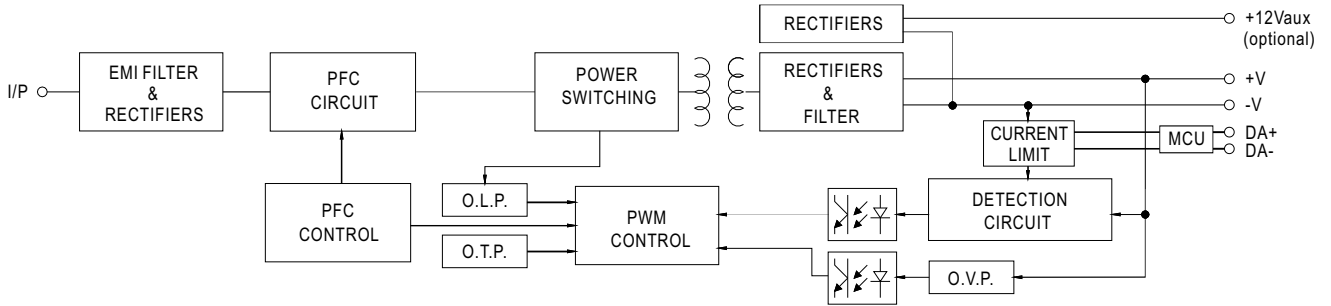 RECTIFIERS
+12Vaux
(optional)
I/P
EMI FILTER
&
RECTIFIERS
PFC
CIRCUIT
POWER
SWITCHING
RECTIFIERS
&
FILTER
+V
-V
CURRENT
LIMIT
MCU
DA+
DA-
PFC
CONTROL
O.L.P.
O.T.P.
PWM
CONTROL
DETECTION
CIRCUIT
O.V.P.